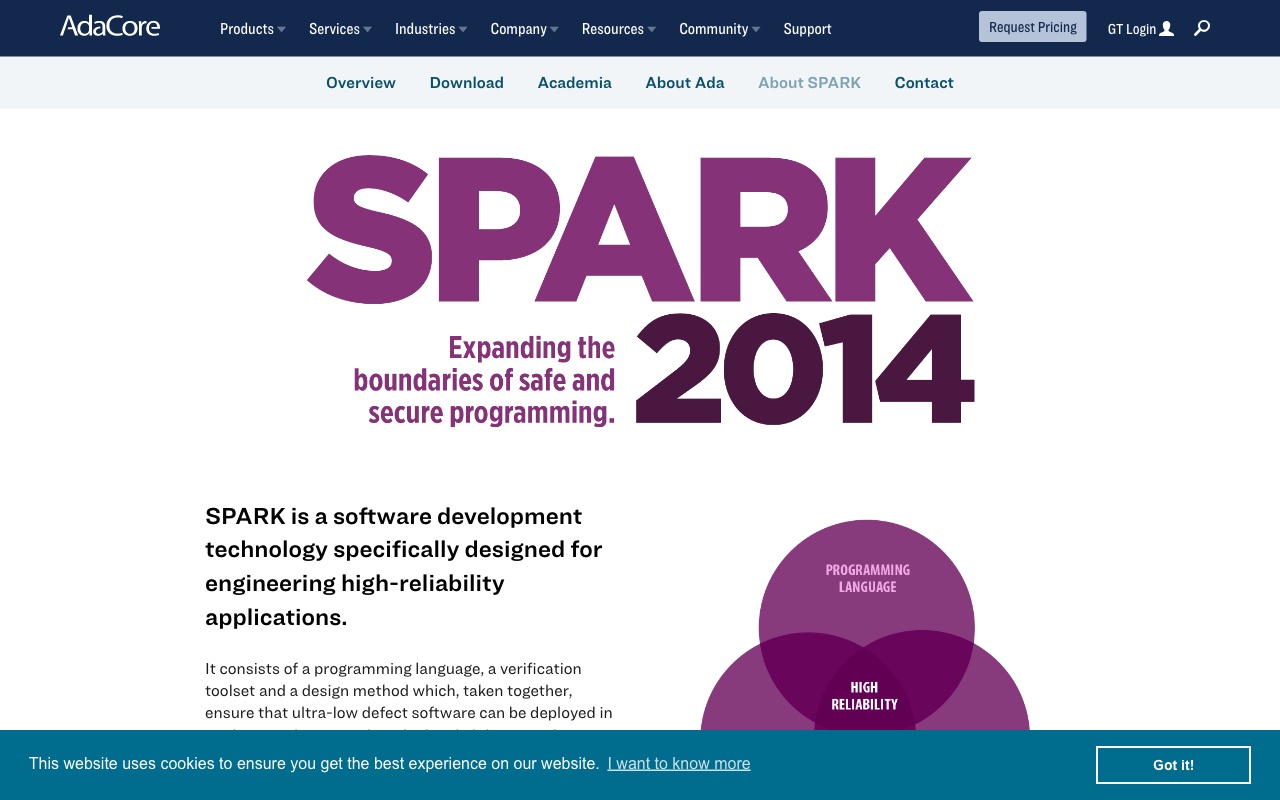 AdaCore
Products
Services
Industries
Company
Resources
Community
Support
Request Pricing
GT Login
Overview
Download
Academia
About Ada
About SPARK
Contact
SPARK
2014
Expanding the
boundaries of safe and
secure programming.
SPARK is a software development
technology specifically designed for
engineering high-reliability
applications.
It consists of a programming language, a verification
toolset and a design method which, taken together,
ensure that ultra-low defect software can be deployed in
PROGRAMMING
LANGUAGE
HIGH
RELIABILITY
This website uses cookies to ensure you get the best experience on our website. I want to know more
Got it!